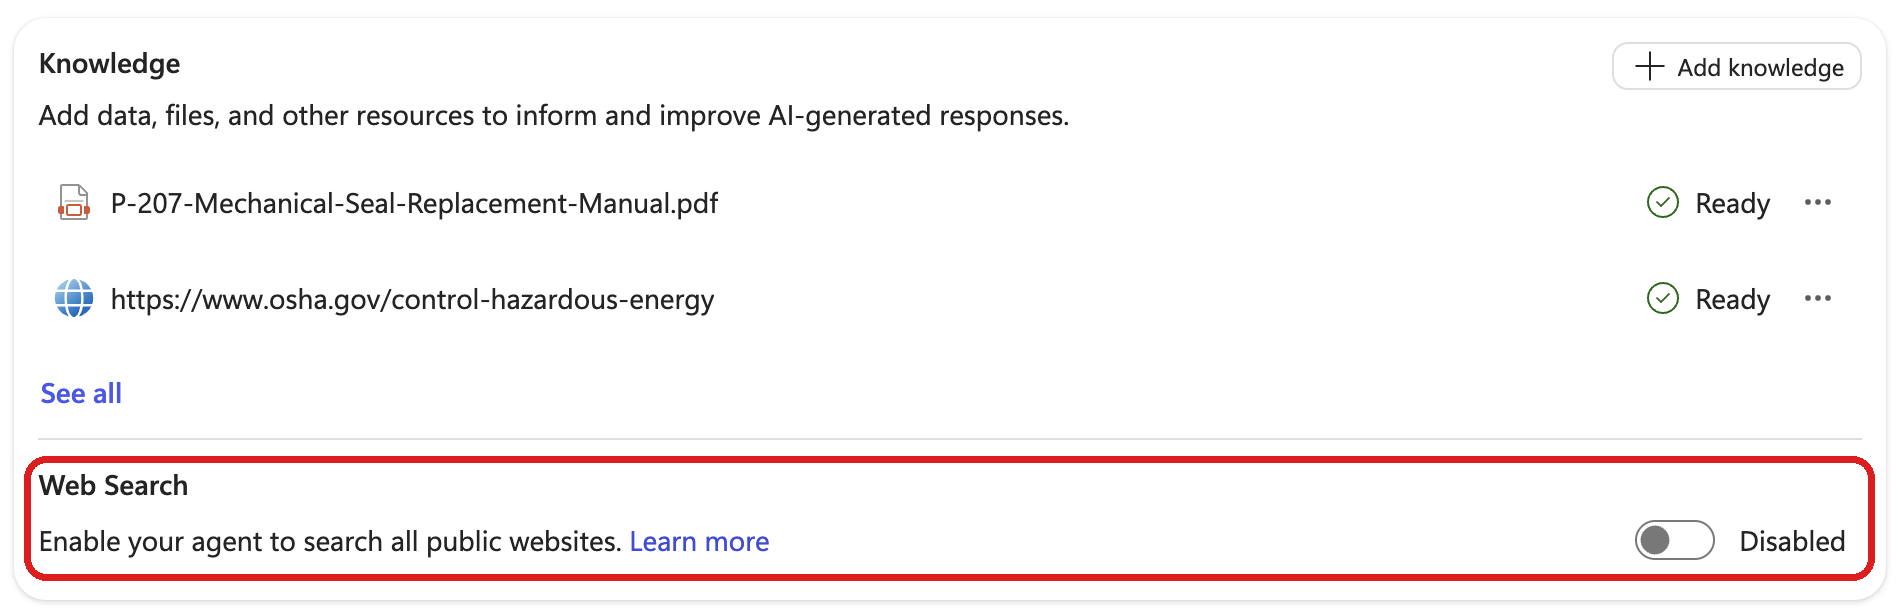 Knowledge
Add knowledge
Add data, files, and other resources to inform and improve AI-generated responses.
P-207-Mechanical-Seal-Replacement-Manual.pdf
Ready
https://www.osha.gov/control-hazardous-energy
Ready
See all
Web Search
Enable your agent to search all public websites. Learn more
Disabled